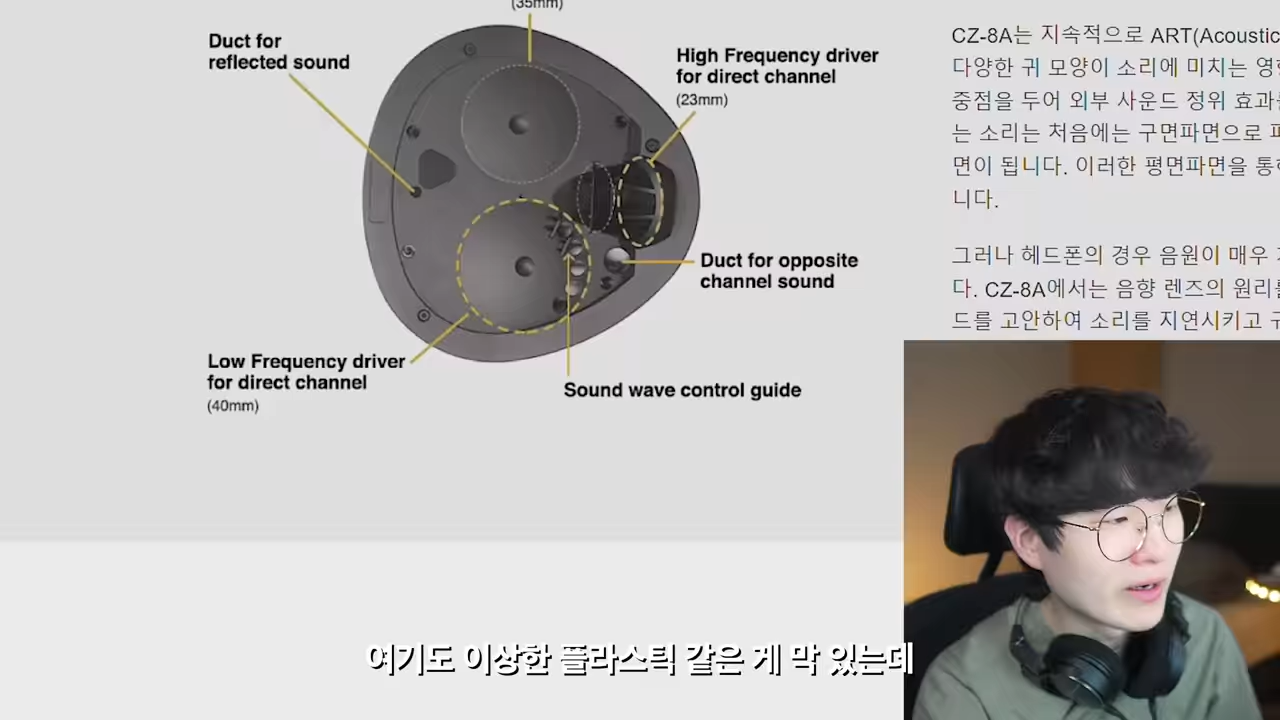 (35mm)
Duct for
reflected sound
High Frequency driver
for direct channel
(23mm)
Duct for opposite
channel sound
Low Frequency driver
for direct channel
(40mm)
Sound wave control guide
CZ-8A는 지속적으로 ART(Acoustic
다양한 귀 모양이 소리에 미치는
중점을 두어 외부 사운드 정위
는 소리는 처음에는 구면파면으로
면이 됩니다. 이러한 평면파면을
니다.
그러나 헤드폰의 경우 음원이 매우
다. CZ-8A에서는 음향 렌즈의
드를 고안하여 소리를 지연시키고
여기도 이상한 플라스틱 같은 게 막 있는데